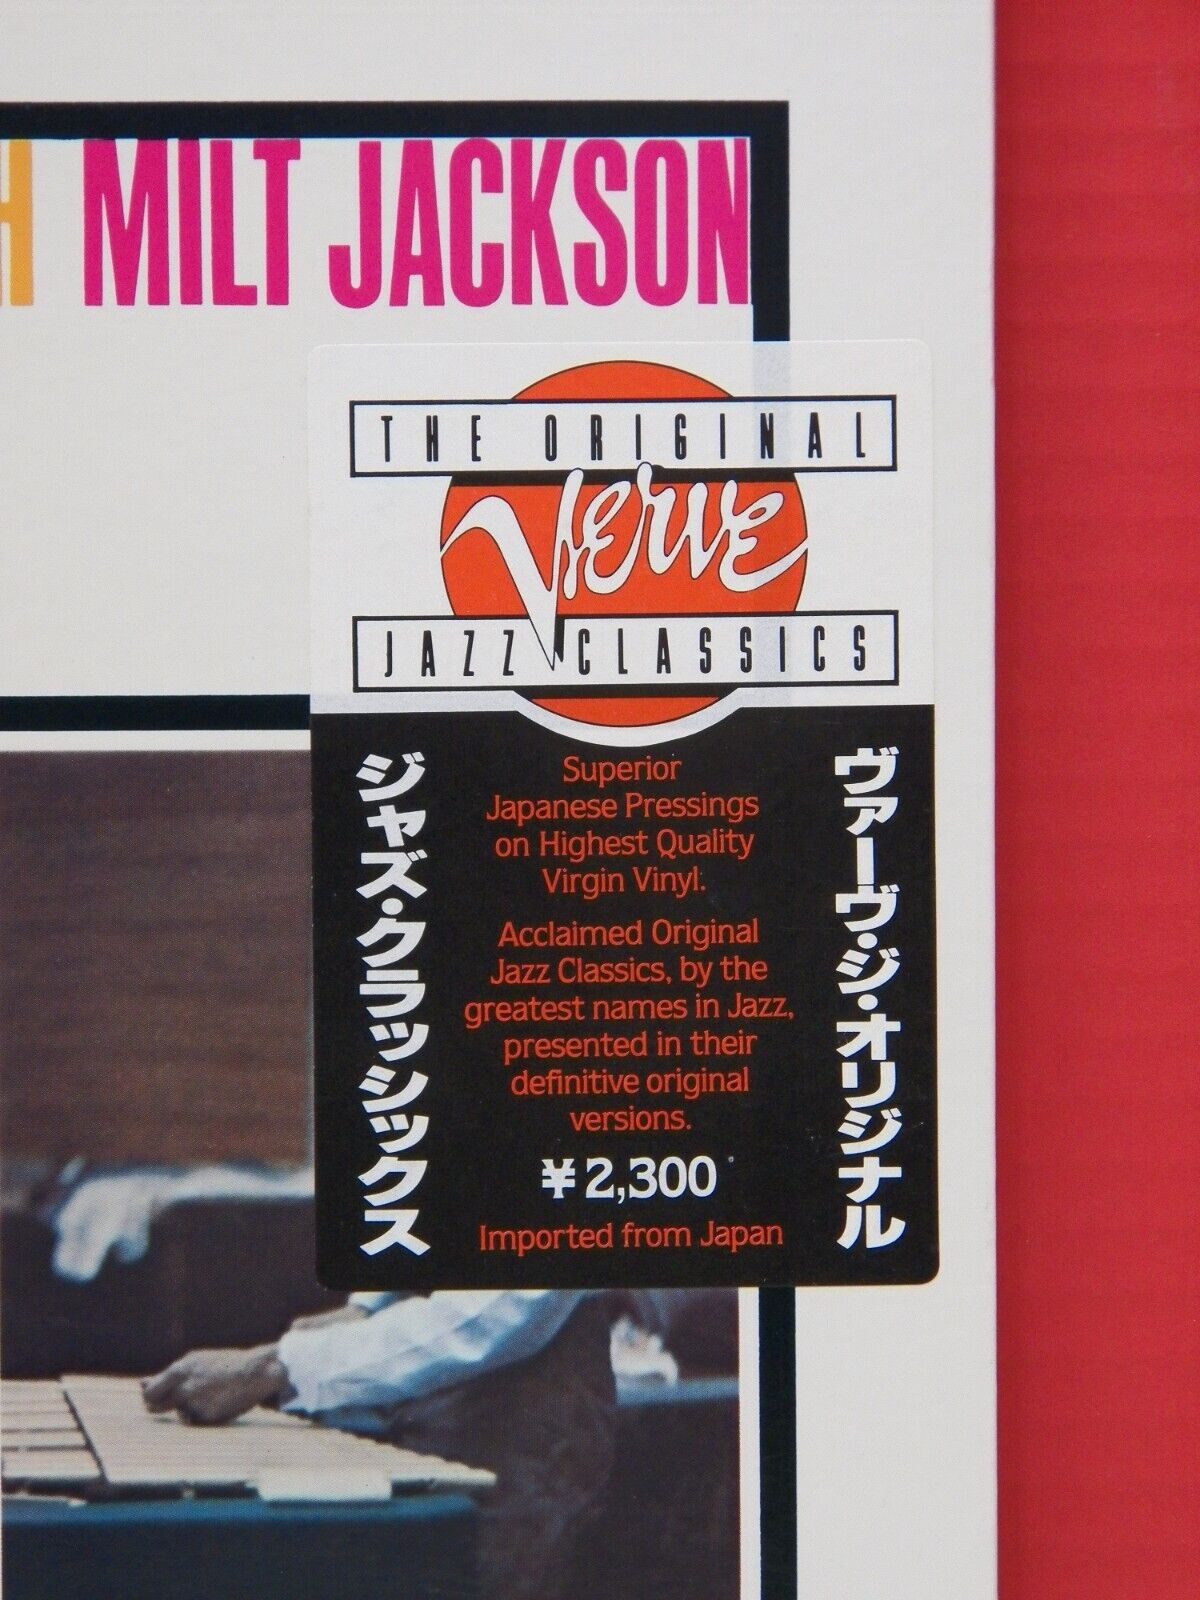 H MILT JACKSON
THE ORIGINAL
Verve
JAZZ CLASSICS
ヴァーヴ・ジ・オリジナル
ジャズ・クラッシックス
Superior
Japanese Pressings
on Highest Quality
Virgin Vinyl.
Acclaimed Original
Jazz Classics, by the
greatest names in Jazz,
presented in their
definitive original
versions.
¥2,300
Imported from Japan